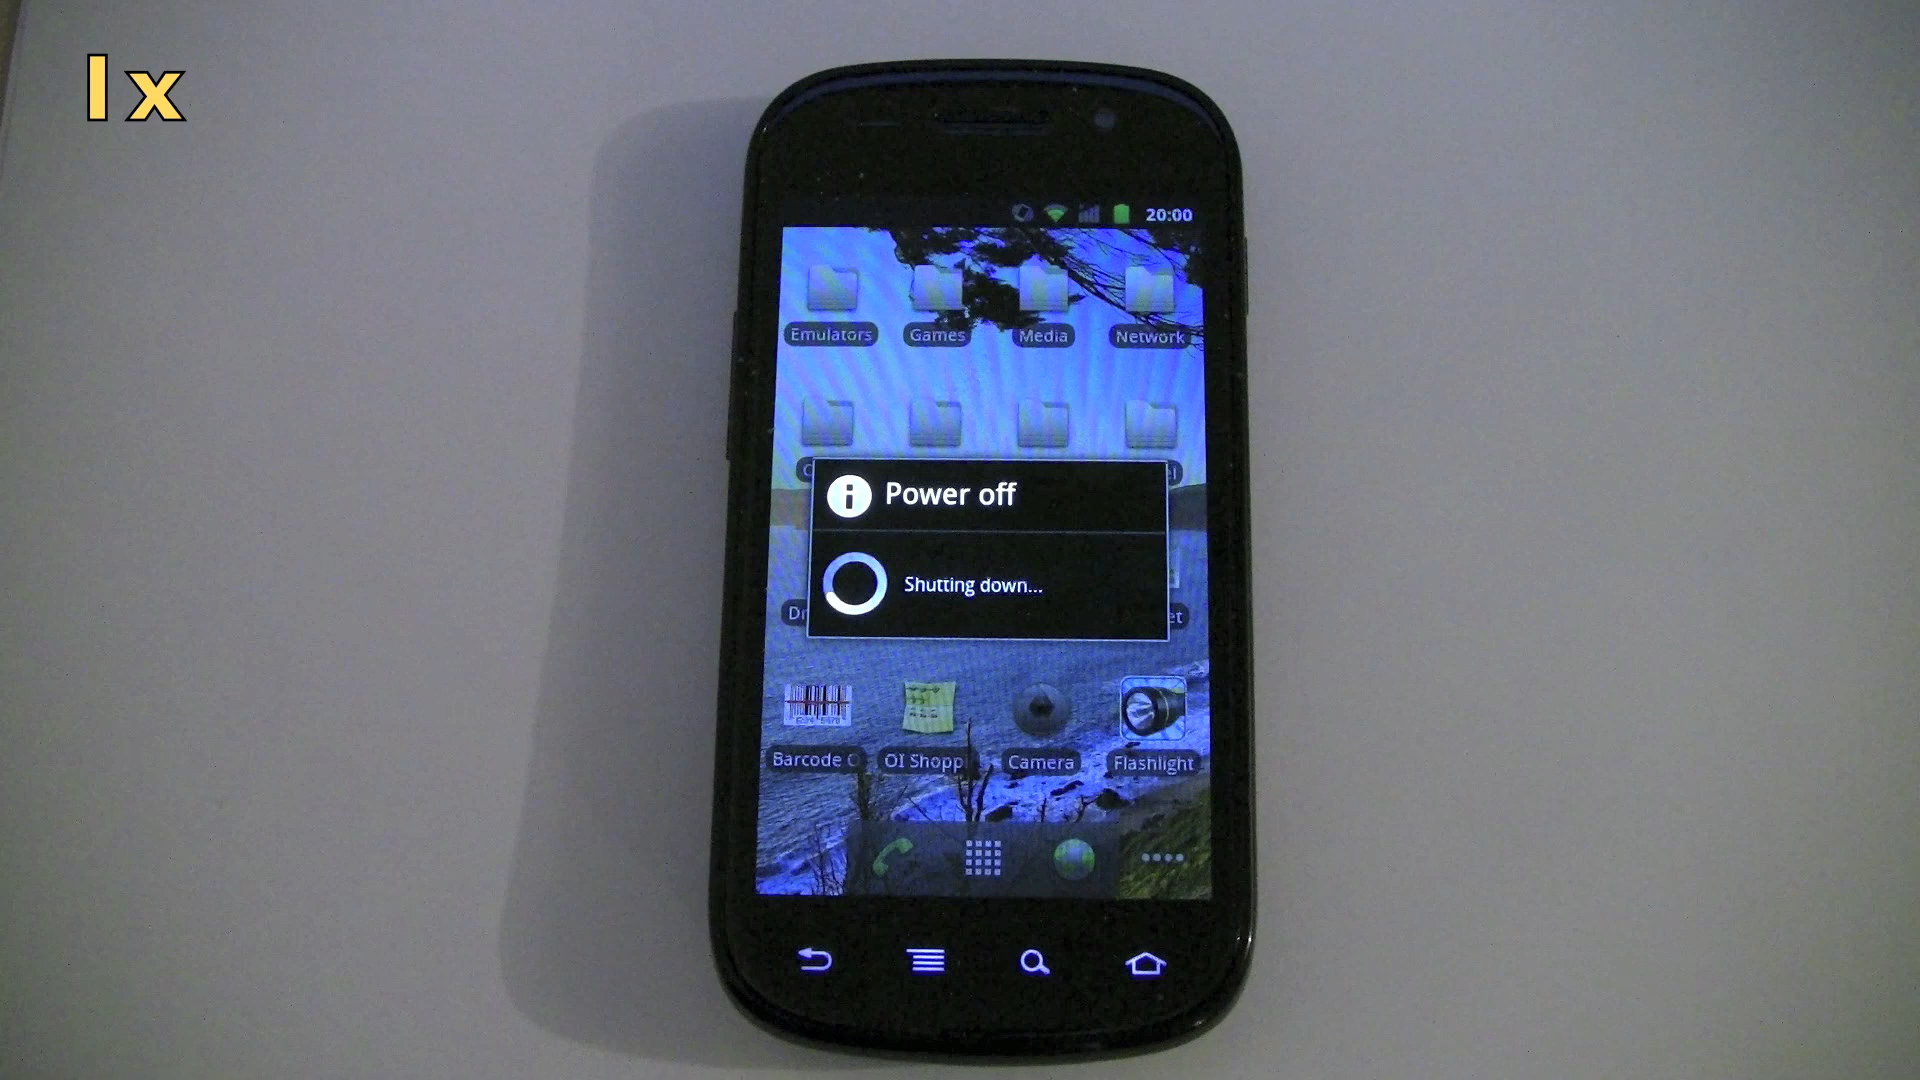 1x
20:00
Emulators Games Media Network
Power off
Shutting down...
Barcode OI Shopp Camera Flashlight